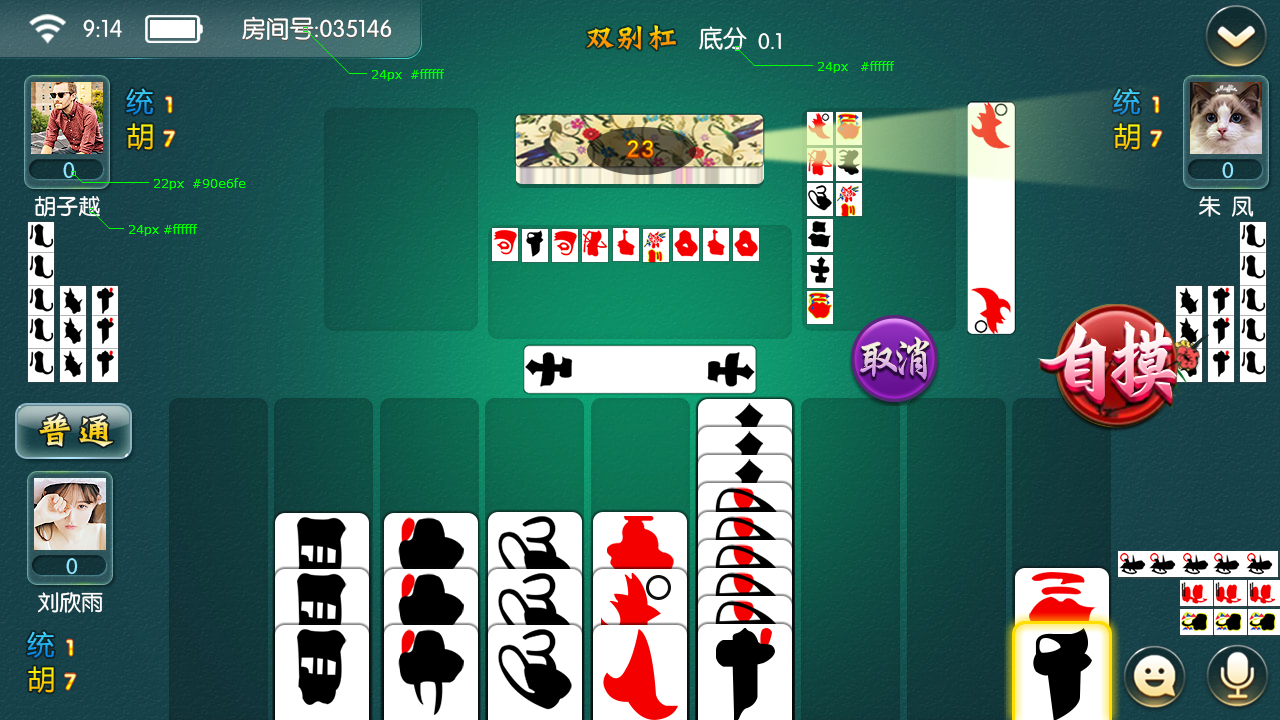 9:14
房间号:035146
24px #ffffff
双别杠 底分 0.1
24px #ffffff
统 1
胡 7
0
22px #90e6fe
胡子越
24px #ffffff
23
统 1
胡 7
0
朱 凤
取消
自摸
普通
0
刘欣雨
统 1
胡 7